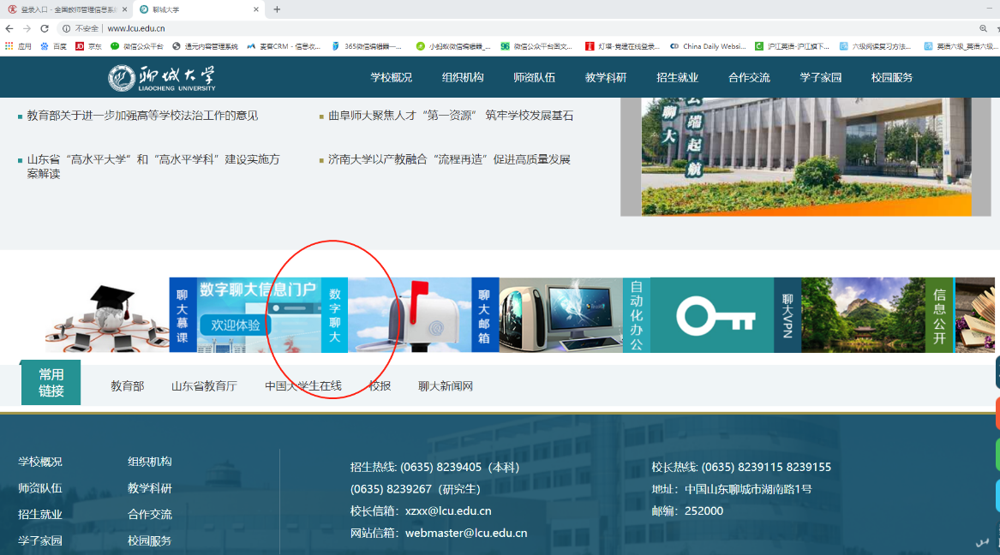 登录入口 - 全国教师管理信息系统
聊城大学
不安全 | www.lcu.edu.cn
应用 百度 京东 微信公众平台 通元内容管理系统 麦客CRM - 信息收... 365微信编辑器—... 小蚂蚁微信编辑器_... 微信公众平台图文... 灯塔-党建在线登录... China Daily Websi... 沪江英语-沪江旗下... 六级阅读复习方法... 英语六级_英语六级...
聊城大学
LIAOCHENG UNIVERSITY
学校概况 组织机构 师资队伍 教学科研 招生就业 合作交流 学子家园 校园服务
教育部关于进一步加强高等学校法治工作的意见
曲阜师大聚焦人才“第一资源” 筑牢学校发展基石
山东省“高水平大学”和“高水平学科”建设实施方
案解读
济南大学以产教融合“流程再造”促进高质量发展
聊大
云端起航
聊大慕课
数字聊大信息门户
欢迎体验
数字聊大
聊大邮箱
自动化办公
聊大VPN
信息公开
常用
链接
教育部 山东省教育厅 中国大学生在线 校报 聊大新闻网
学校概况 组织机构
师资队伍 教学科研
招生就业 合作交流
学子家园 校园服务
招生热线: (0635) 8239405（本科）
(0635) 8239267（研究生）
校长信箱：xzxx@lcu.edu.cn
网站信箱：webmaster@lcu.edu.cn
校长热线: (0635) 8239115 8239155
地址：中国山东聊城市湖南路1号
邮编：252000